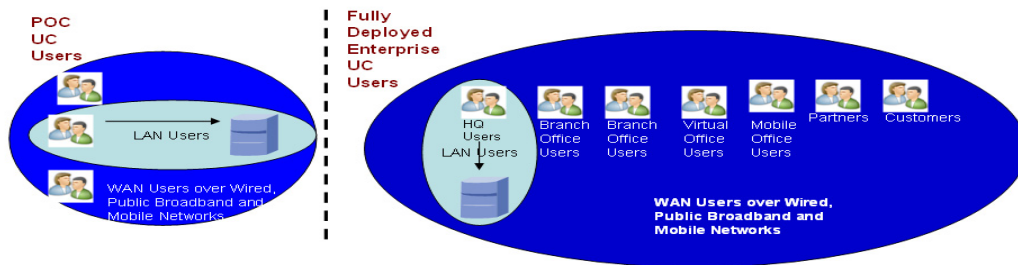 POC
UC
Users
LAN Users
WAN Users over Wired,
Public Broadband and
Mobile Networks
Fully
Deployed
Enterprise
UC
Users
HQ
Users
LAN Users
Branch
Office
Users
Branch
Office
Users
Virtual
Office
Users
Mobile
Office
Users
Partners
Customers
WAN Users over Wired,
Public Broadband and
Mobile Networks